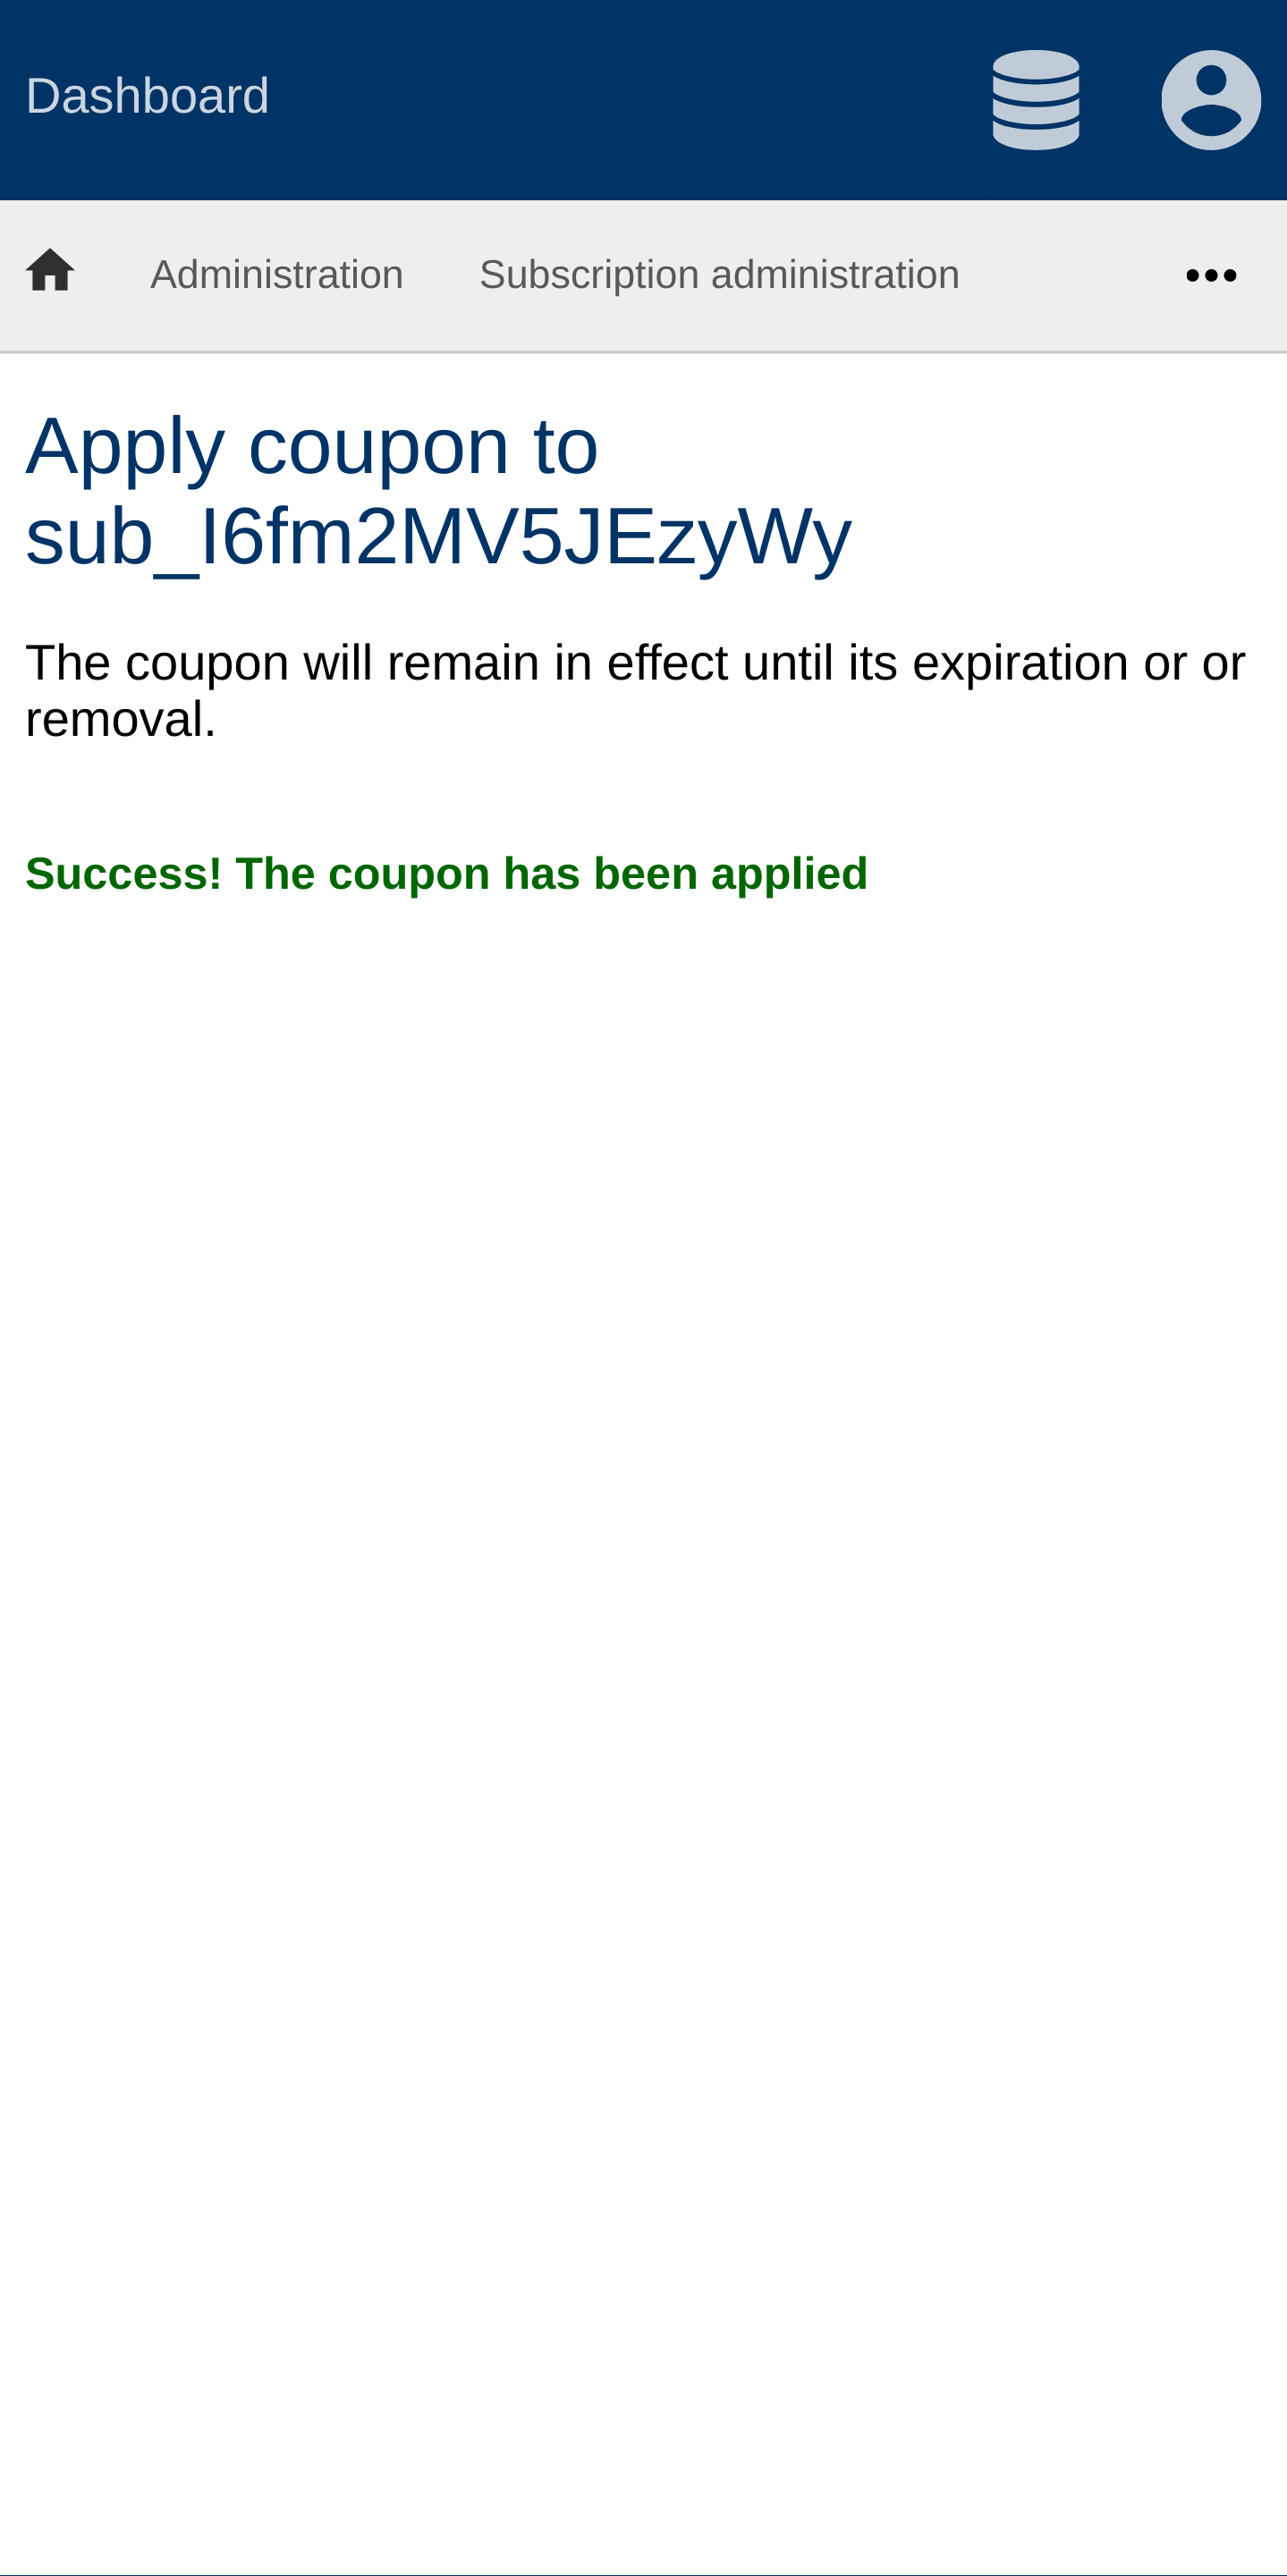 Dashboard
Administration Subscription administration
Apply coupon to
sub_I6fm2MV5JEzyWy
The coupon will remain in effect until its expiration or or
removal.
Success! The coupon has been applied